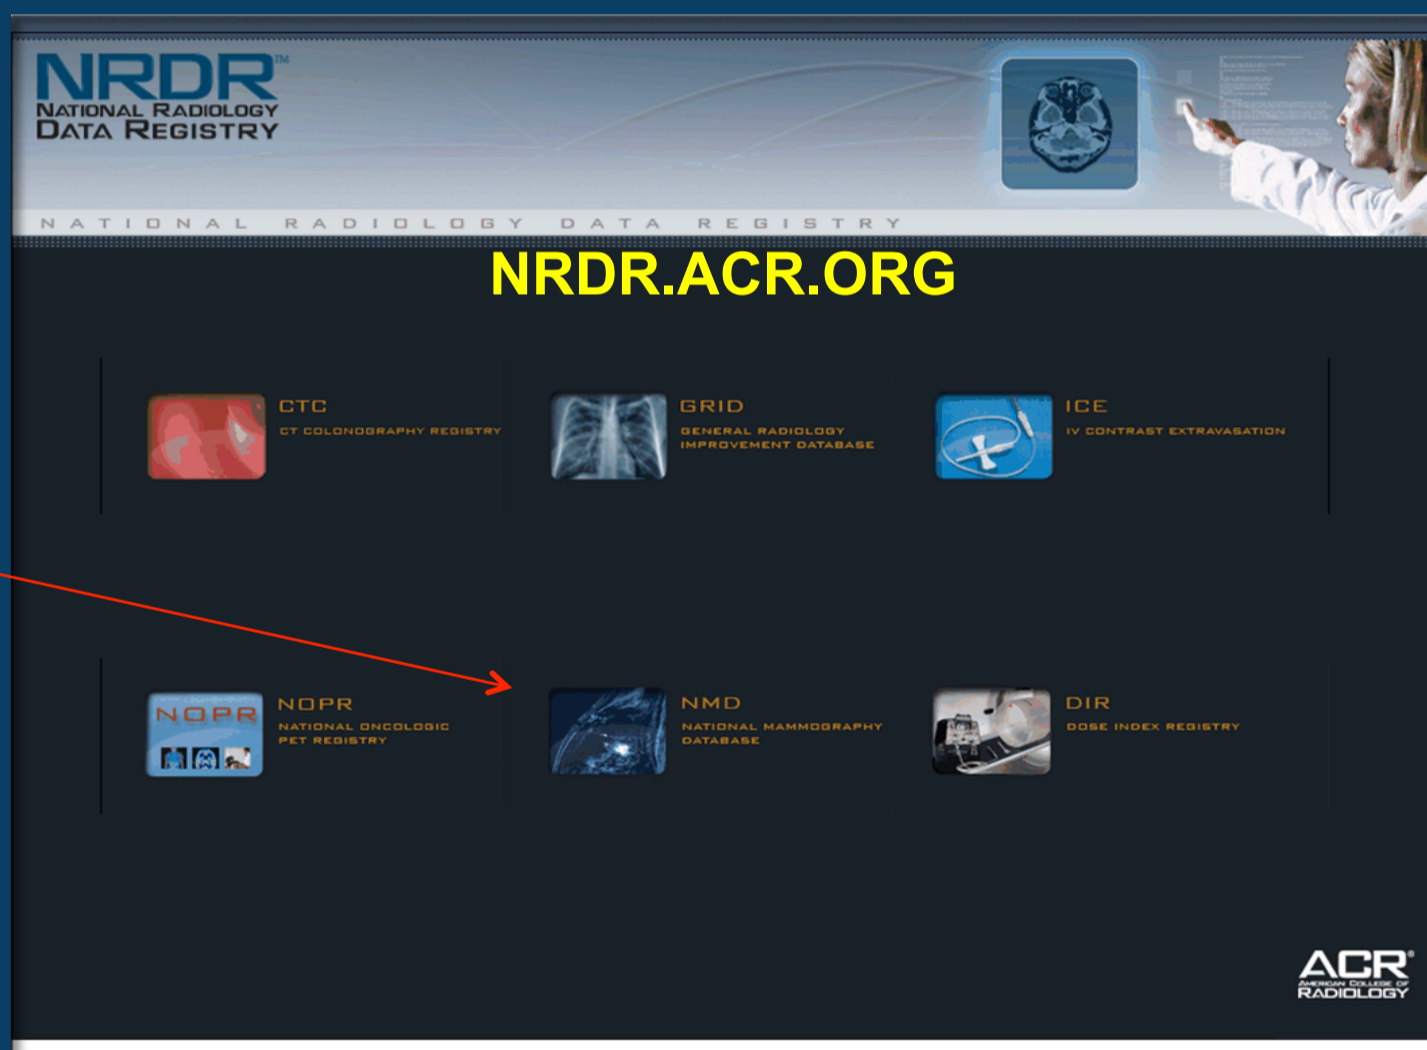 NRDR™
NATIONAL RADIOLOGY
DATA REGISTRY
NATIONAL RADIOLOGY DATA REGISTRY
NRDR.ACR.ORG
CTC
CT COLONOGRAPHY REGISTRY
GRID
GENERAL RADIOLOGY
IMPROVEMENT DATABASE
ICE
IV CONTRAST EXTRAVASATION
NOPR
NOPR
NATIONAL ONCOLOGIC
PET REGISTRY
NMD
NATIONAL MAMMOGRAPHY
DATABASE
DIR
DOSE INDEX REGISTRY
ACR®
AMERICAN COLLEGE OF
RADIOLOGY